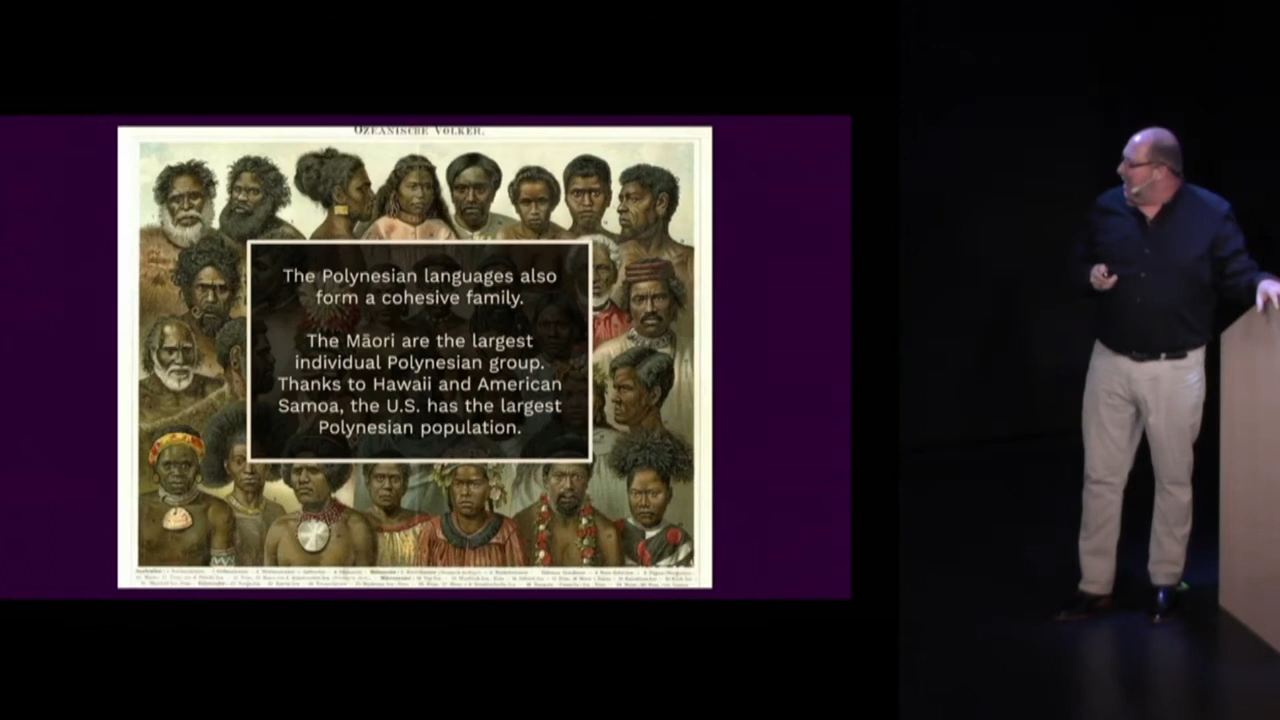 OZEANISCHE VÖLKER.
The Polynesian languages also
form a cohesive family.
The Māori are the largest
individual Polynesian group.
Thanks to Hawaii and American
Samoa, the U.S. has the largest
Polynesian population.